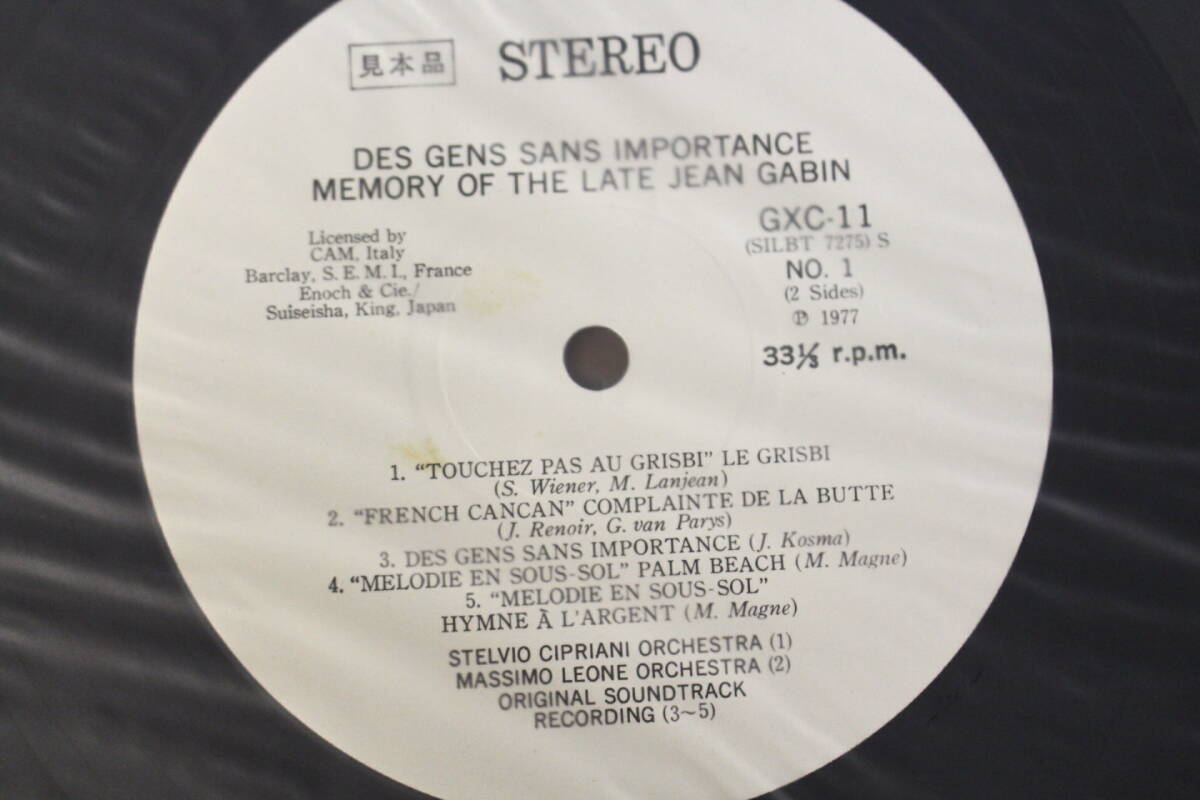 見本品 STEREO
DES GENS SANS IMPORTANCE
MEMORY OF THE LATE JEAN GABIN
Licensed by
CAM, Italy
Barclay, S. E. M. I., France
Enoch & Cie./
Suiseisha, King, Japan
GXC-11
(SILBT 7275) S
NO. 1
(2 Sides)
℗ 1977
33⅓ r.p.m.
1. “TOUCHEZ PAS AU GRISBI” LE GRISBI
(S. Wiener, M. Lanjean)
2. “FRENCH CANCAN” COMPLAINTE DE LA BUTTE
(J. Renoir, G. van Parys)
3. DES GENS SANS IMPORTANCE (J. Kosma)
4. “MELODIE EN SOUS-SOL” PALM BEACH (M. Magne)
5. “MELODIE EN SOUS-SOL”
HYMNE À L'ARGENT (M. Magne)
STELVIO CIPRIANI ORCHESTRA (1)
MASSIMO LEONE ORCHESTRA (2)
ORIGINAL SOUNDTRACK
RECORDING (3~5)